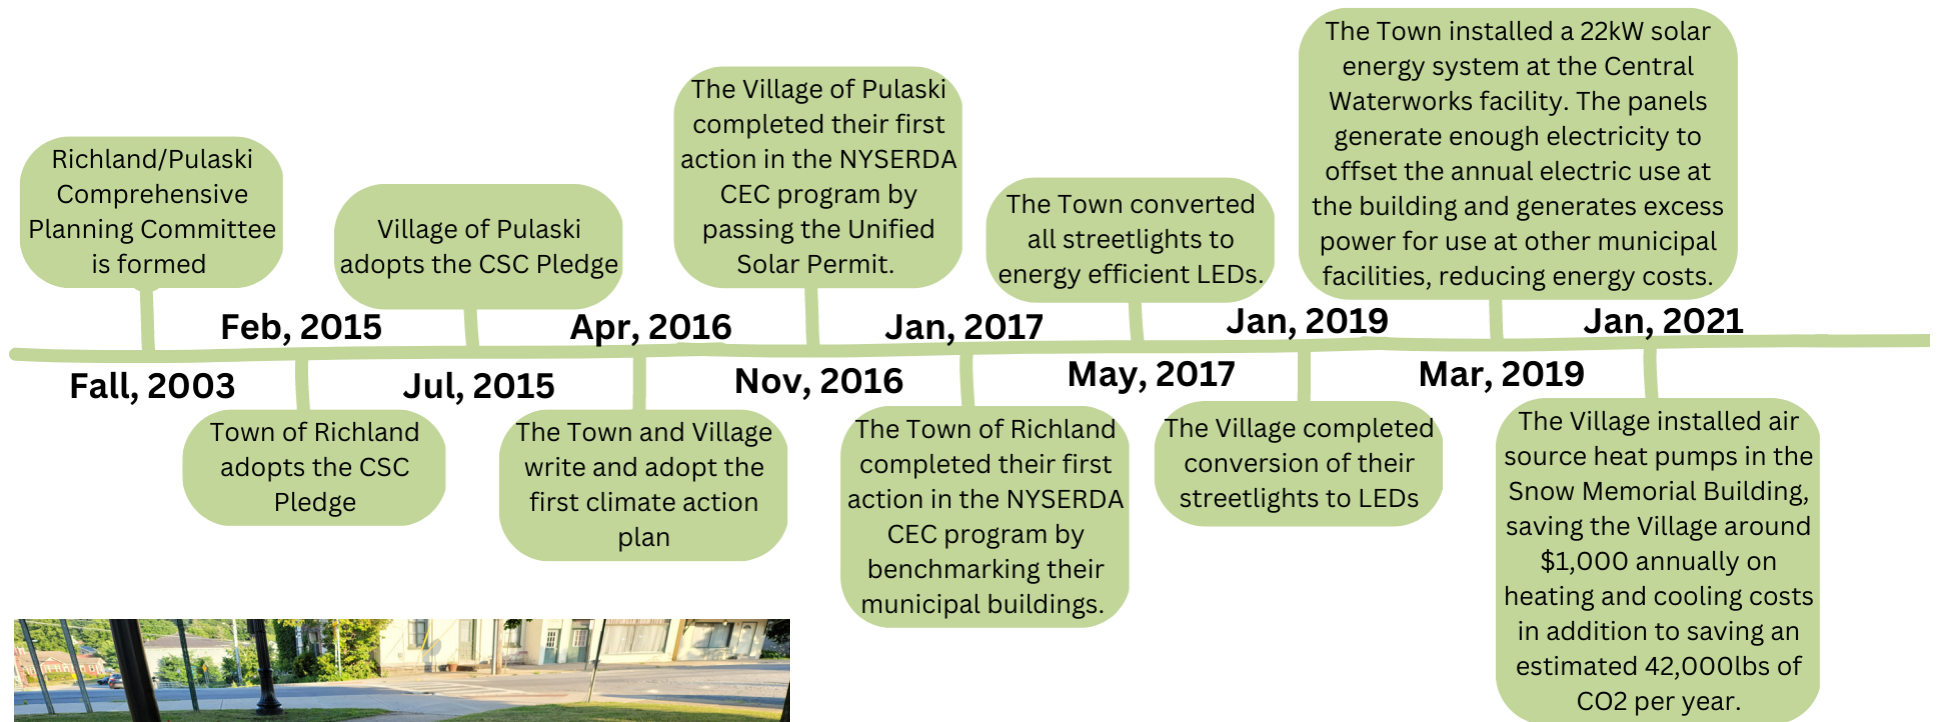 Richland/Pulaski
Comprehensive
Planning Committee
is formed
Fall, 2003
Feb, 2015
Town of Richland
adopts the CSC
Pledge
Village of Pulaski
adopts the CSC Pledge
Jul, 2015
Apr, 2016
The Town and Village
write and adopt the
first climate action
plan
The Village of Pulaski
completed their first
action in the NYSERDA
CEC program by
passing the Unified
Solar Permit.
Nov, 2016
Jan, 2017
The Town of Richland
completed their first
action in the NYSERDA
CEC program by
benchmarking their
municipal buildings.
The Town converted
all streetlights to
energy efficient LEDs.
May, 2017
Jan, 2019
The Village completed
conversion of their
streetlights to LEDs
The Town installed a 22kW solar
energy system at the Central
Waterworks facility. The panels
generate enough electricity to
offset the annual electric use at
the building and generates excess
power for use at other municipal
facilities, reducing energy costs.
Mar, 2019
Jan, 2021
The Village installed air
source heat pumps in the
Snow Memorial Building,
saving the Village around
$1,000 annually on
heating and cooling costs
in addition to saving an
estimated 42,000lbs of
CO2 per year.